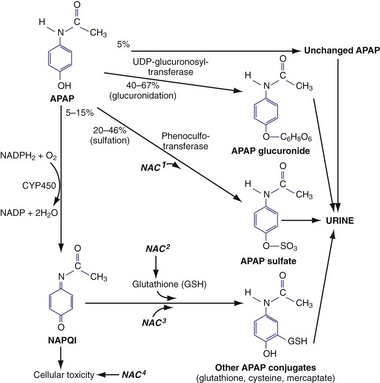 O
C
H
N
CH3
OH
APAP
5%
Unchanged APAP
UDP-glucuronosyl-
transferase
40–67%
(glucuronidation)
O
C
H
N
CH3
O–C6H8O6
APAP glucuronide
5–15%
20–46%
(sulfation)
Phenoculfo-
transferase
NAC1
NADPH2 + O2
CYP450
NADP + 2H2O
O
C
H
N
CH3
O–SO3
APAP sulfate
URINE
O
C
N
CH3
O
NAPQI
NAC2
Glutathione (GSH)
NAC3
O
C
H
N
CH3
GSH
OH
Other APAP conjugates
(glutathione, cysteine, mercaptate)
Cellular toxicity
NAC4